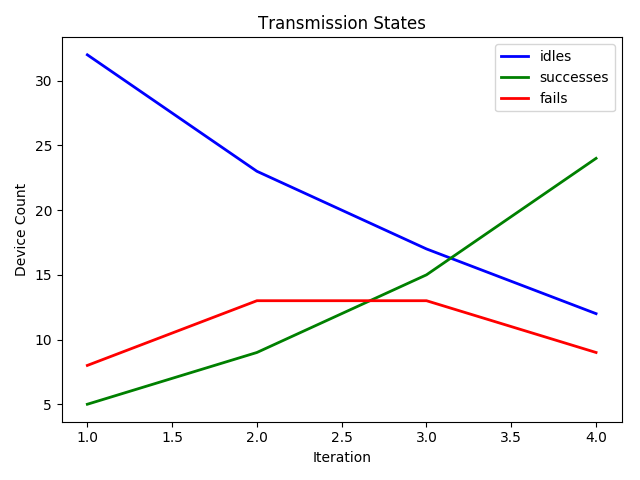 Transmission States
idles
successes
fails
Device Count
30
25
20
15
10
5
1.0 1.5 2.0 2.5 3.0 3.5 4.0
Iteration